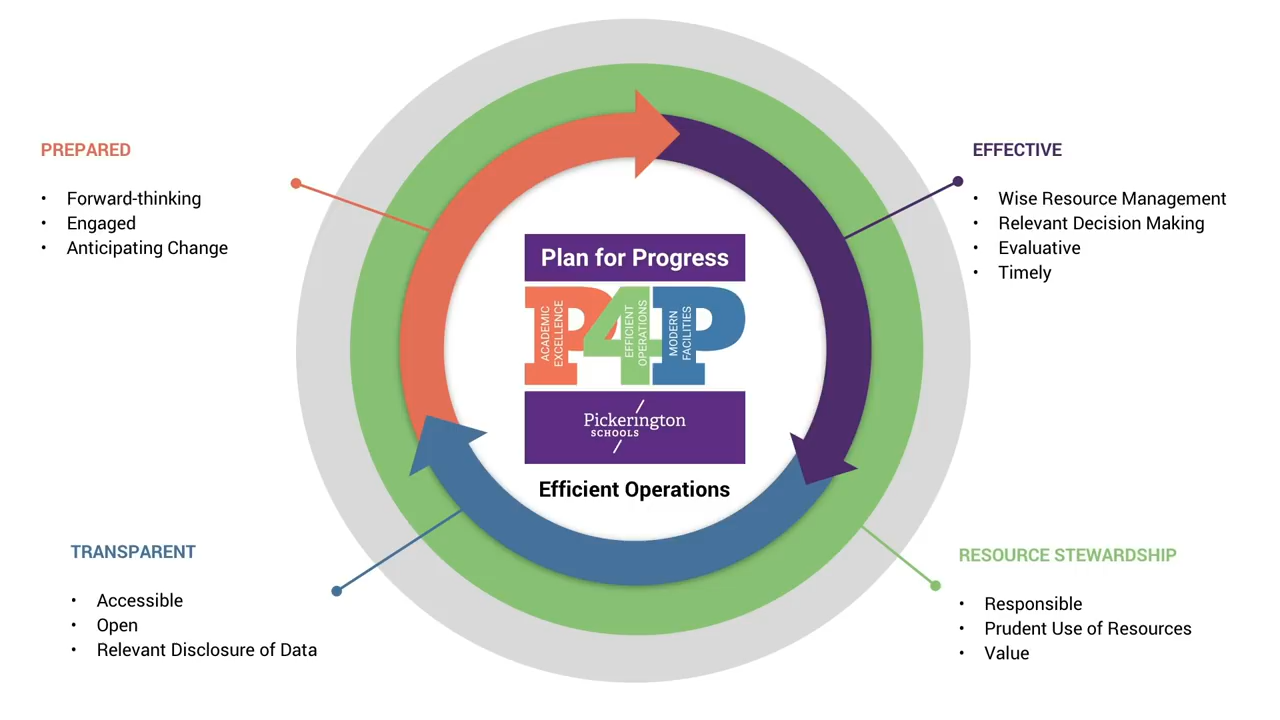 PREPARED
• Forward-thinking
• Engaged
• Anticipating Change
EFFECTIVE
• Wise Resource Management
• Relevant Decision Making
• Evaluative
• Timely
Plan for Progress
P4P
ACADEMIC
EXCELLENCE
EFFICIENT
OPERATIONS
MODERN
FACILITIES
Pickerington
SCHOOLS
Efficient Operations
TRANSPARENT
• Accessible
• Open
• Relevant Disclosure of Data
RESOURCE STEWARDSHIP
• Responsible
• Prudent Use of Resources
• Value